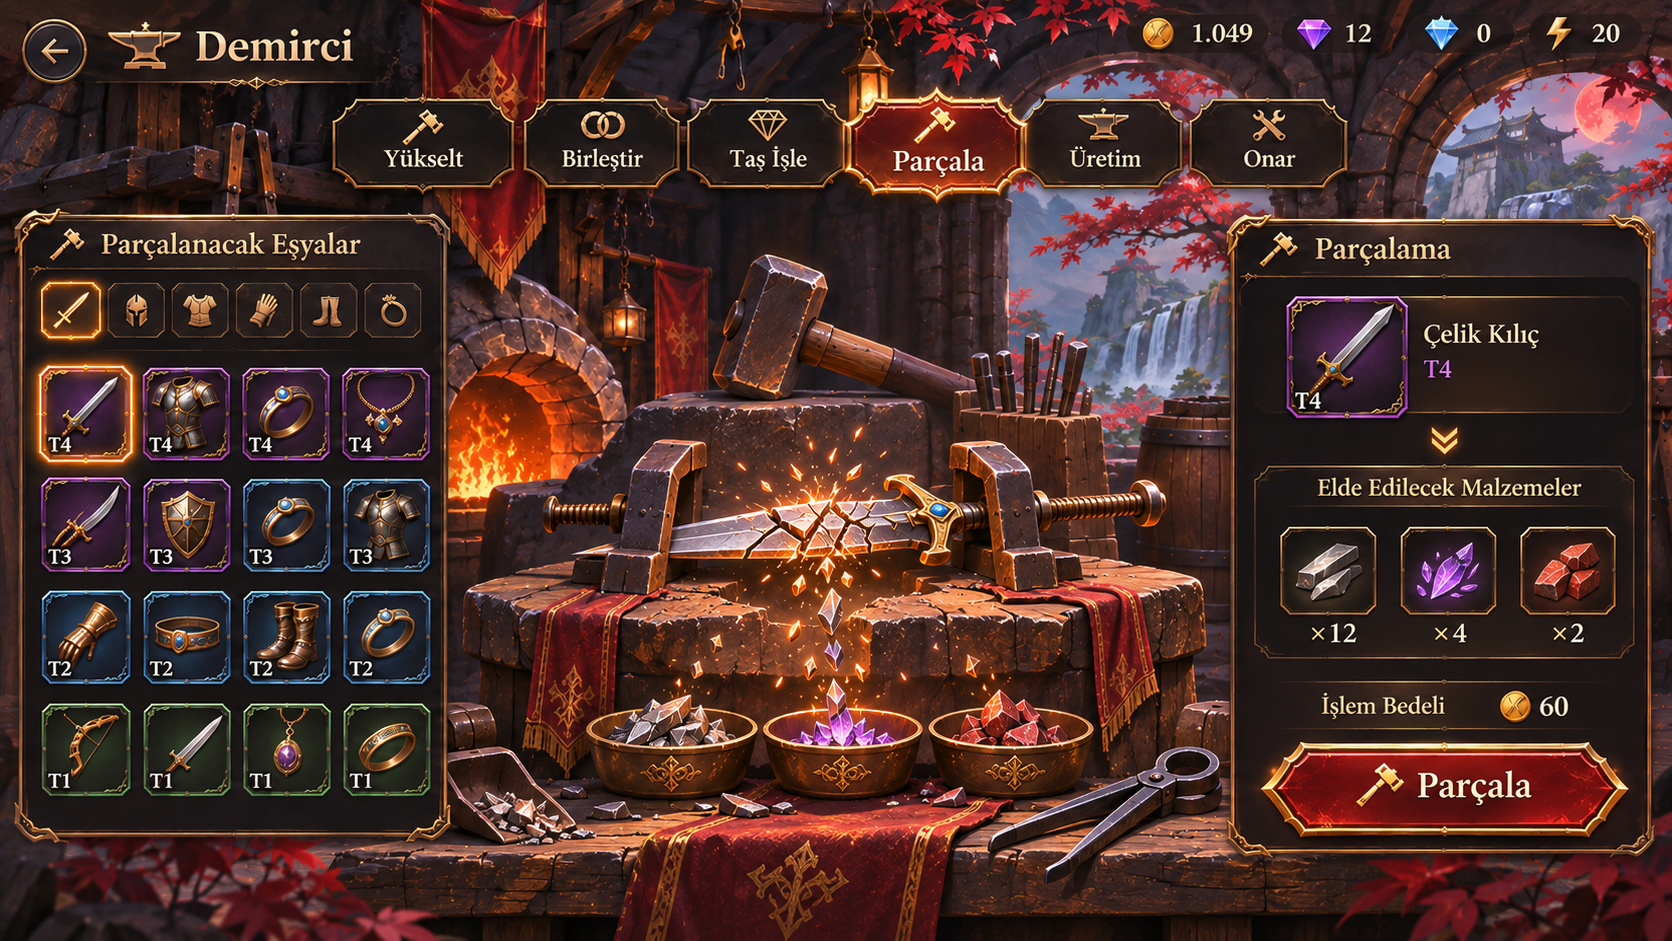 Demirci
1.049
12
0
20
Yükselt
Birleştir
Taş İşle
Parçala
Üretim
Onar
Parçalanacak Eşyalar
T4
T4
T4
T4
T3
T3
T3
T3
T2
T2
T2
T2
T1
T1
T1
T1
Parçalama
T4
Çelik Kılıç
T4
Elde Edilecek Malzemeler
×12
×4
×2
İşlem Bedeli
60
Parçala